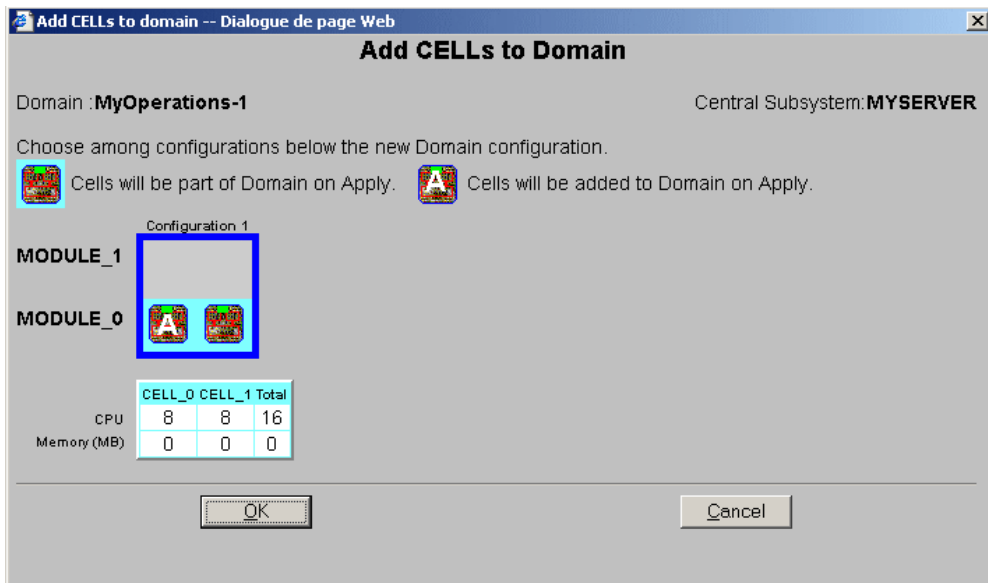 Add CELLs to domain -- Dialogue de page Web
Add CELLs to Domain
Domain :MyOperations-1 Central Subsystem:MYSERVER
Choose among configurations below the new Domain configuration.
Cells will be part of Domain on Apply. A Cells will be added to Domain on Apply.
Configuration 1
MODULE_1
MODULE_0 A
CELL_0 CELL_1 Total
CPU 8 8 16
Memory (MB) 0 0 0
OK Cancel